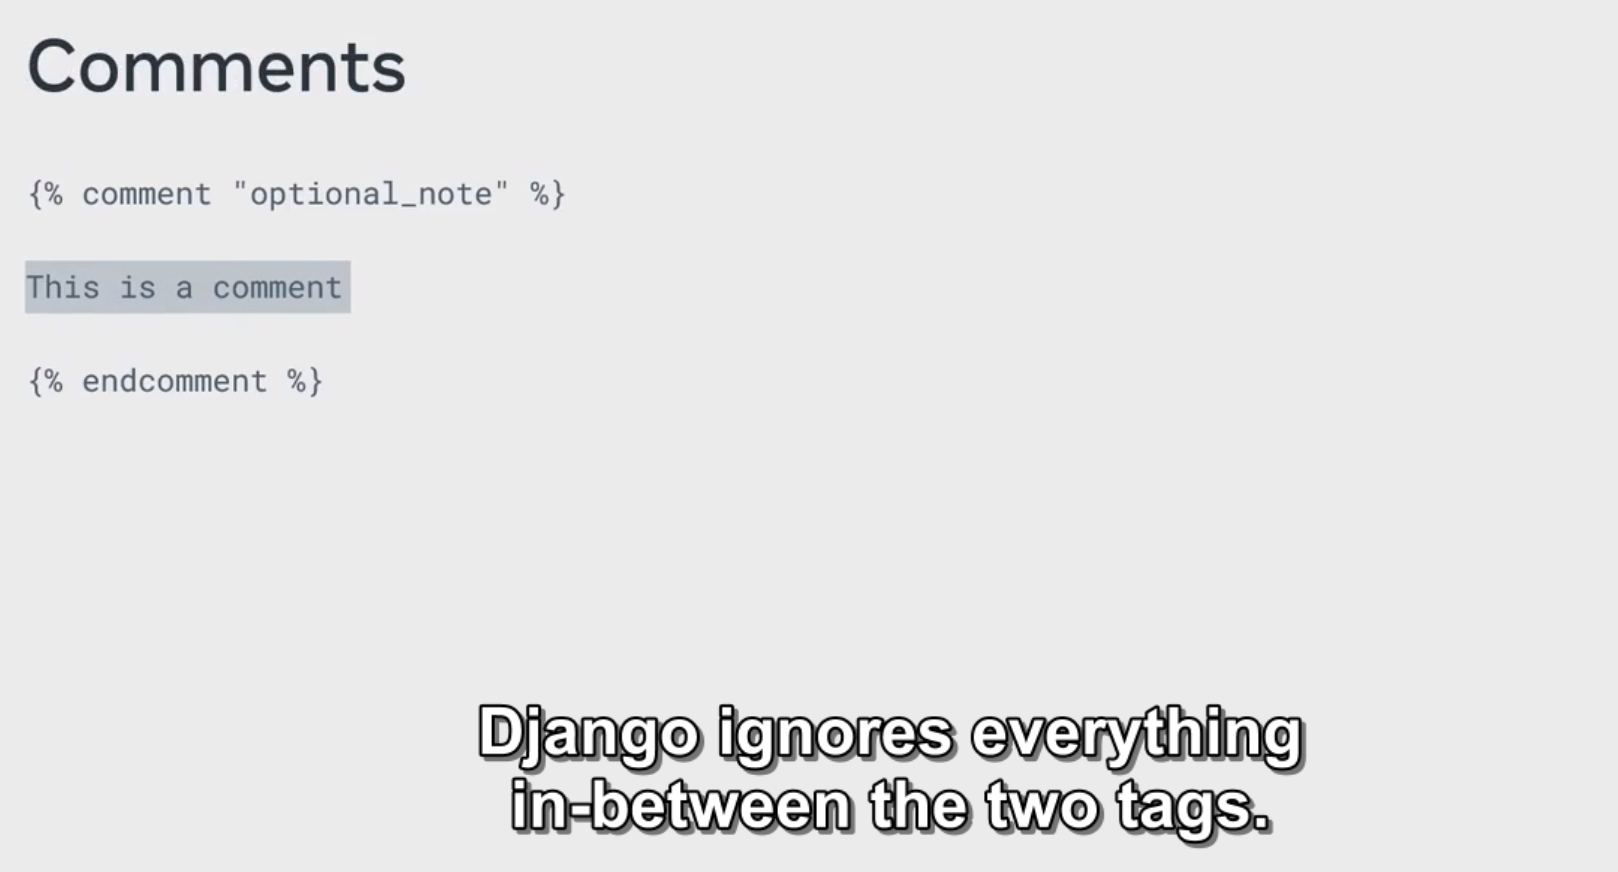 Comments
{% comment "optional_note" %}
This is a comment
{% endcomment %}
Django ignores everything
in-between the two tags.